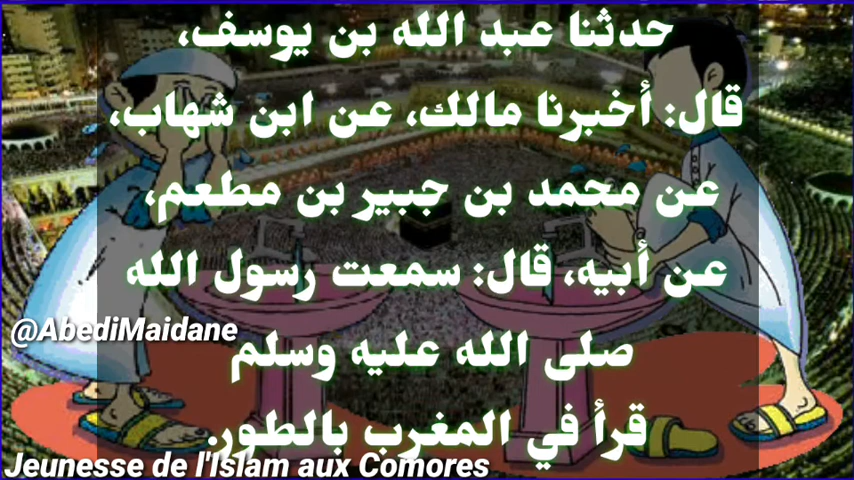 حدثنا عبد الله بن يوسف،
قال: أخبرنا مالك، عن ابن شهاب،
عن محمد بن جبير بن مطعم،
عن أبيه، قال: سمعت رسول الله
@AbediMaidane
صلى الله عليه وسلم
قرأ في المغرب بالطور.
Jeunesse de l'Islam aux Comores